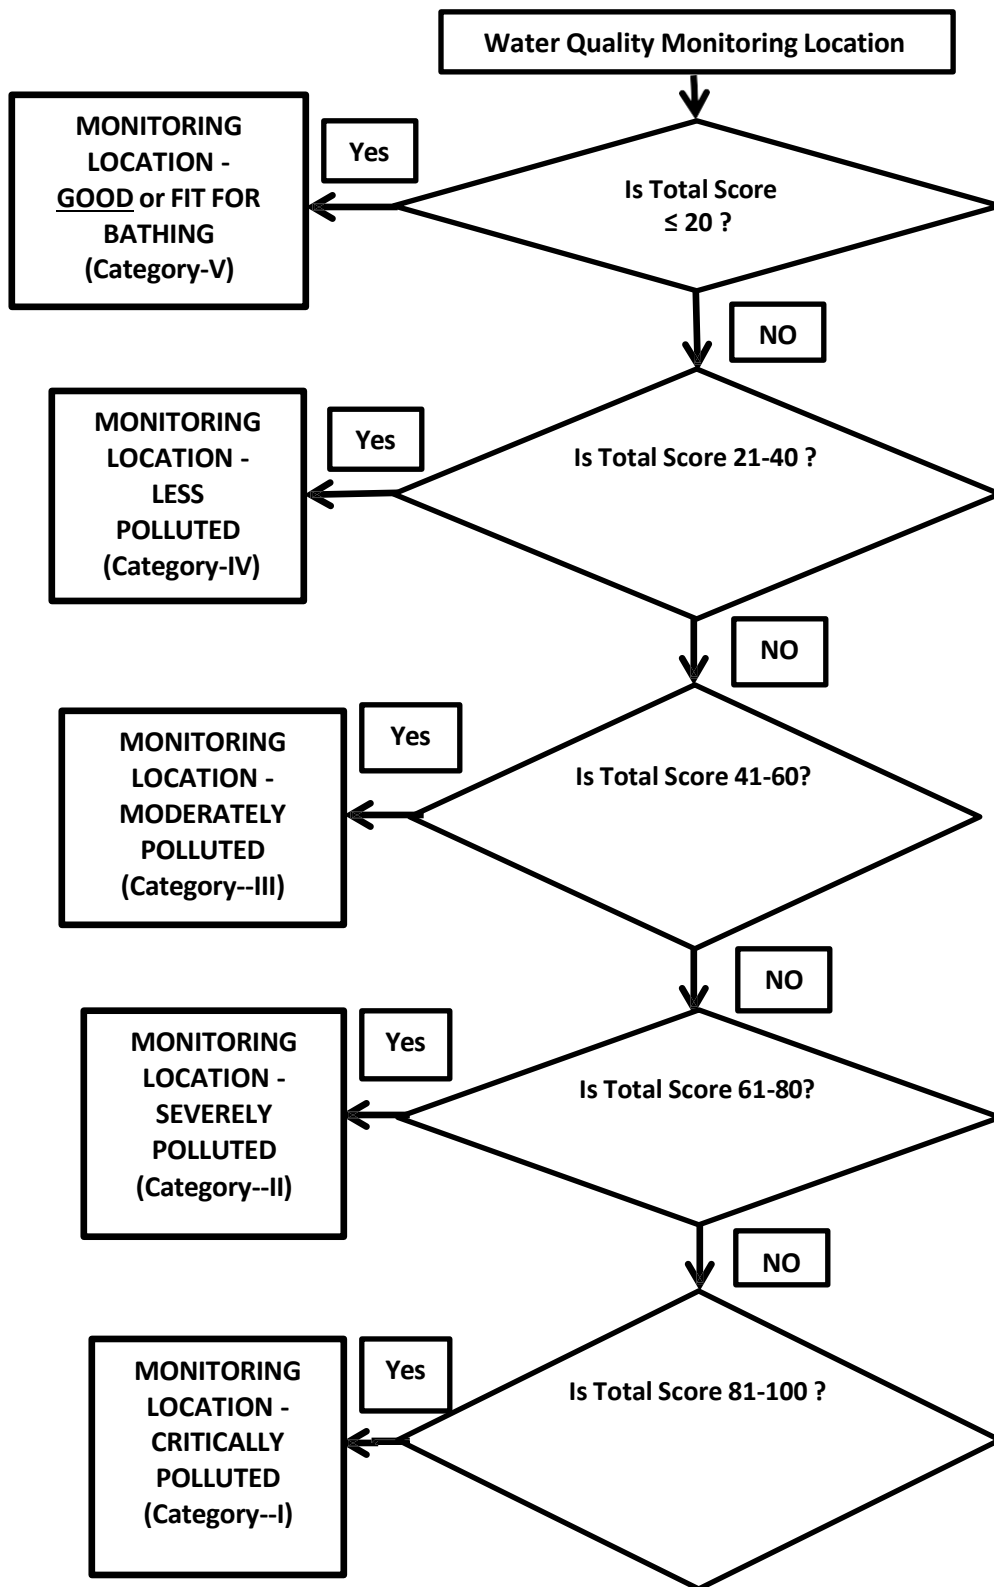 Water Quality Monitoring Location
MONITORING
LOCATION -
GOOD or FIT FOR
BATHING
(Category-V)
Yes
Is Total Score
≤ 20 ?
NO
MONITORING
LOCATION -
LESS
POLLUTED
(Category-IV)
Yes
Is Total Score 21-40 ?
NO
MONITORING
LOCATION -
MODERATELY
POLLUTED
(Category--III)
Yes
Is Total Score 41-60?
NO
MONITORING
LOCATION -
SEVERELY
POLLUTED
(Category--II)
Yes
Is Total Score 61-80?
NO
MONITORING
LOCATION -
CRITICALLY
POLLUTED
(Category--I)
Yes
Is Total Score 81-100 ?